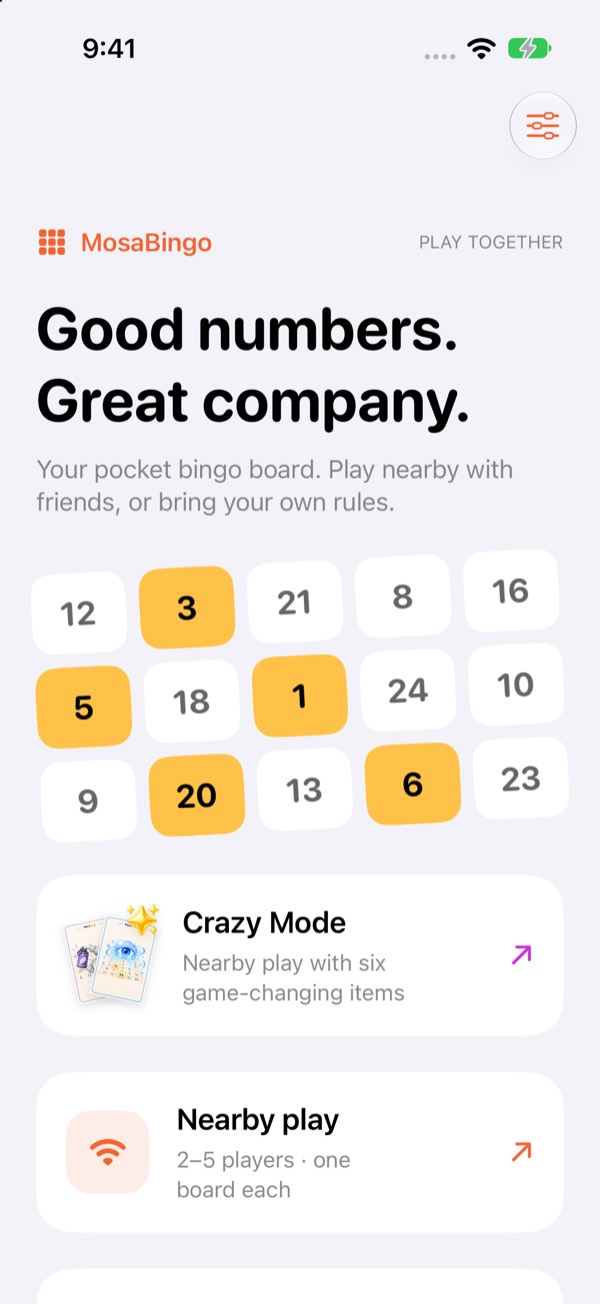 9:41
MosaBingo
PLAY TOGETHER
Good numbers.
Great company.
Your pocket bingo board. Play nearby with
friends, or bring your own rules.
12 3 21 8 16
5 18 1 24 10
9 20 13 6 23
Crazy Mode
Nearby play with six
game-changing items
Nearby play
2–5 players · one
board each